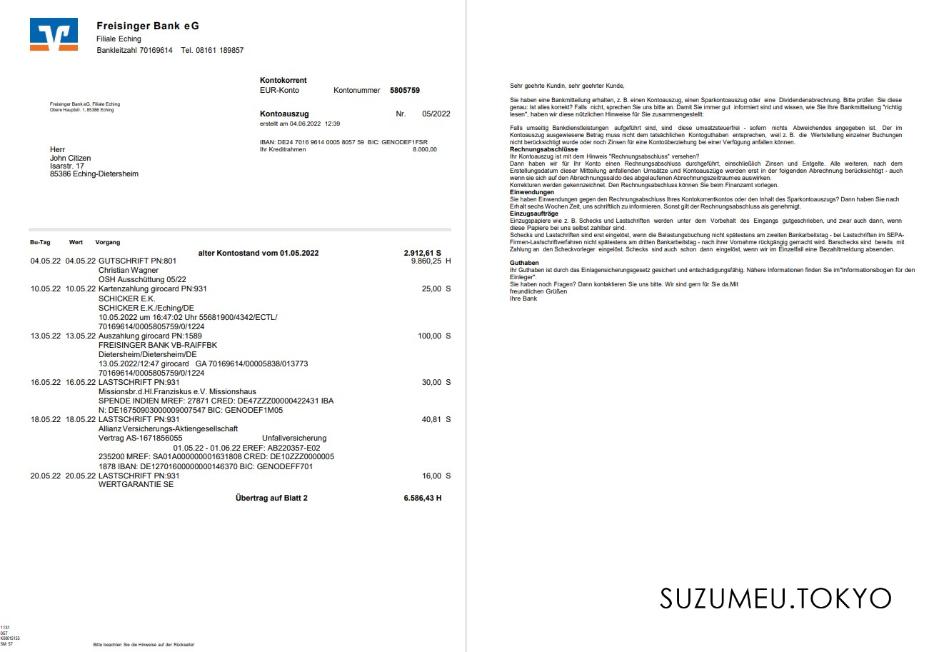 Freisinger Bank eG
Filiale Eching
Bankleitzahl 70169614 Tel. 08161 189857
Kontokorrent
EUR-Konto Kontonummer 5805759
Freisinger Bank eG, Filiale Eching
Obere Hauptstr. 1, 85386 Eching
Kontoauszug Nr. 05/2022
erstellt am 04.06.2022 12:39
IBAN: DE24 7016 9614 0005 8057 59 BIC: GENODEF1FSR
Ihr Kreditrahmen 8.000,00
Herr
John Citizen
Isarstr. 17
85386 Eching-Dietersheim
Bu-Tag Wert Vorgang
alter Kontostand vom 01.05.2022 2.912,61 S
04.05.22 04.05.22 GUTSCHRIFT PN:801 9.860,25 H
Christian Wagner
OSH Ausschüttung 05/22
10.05.22 10.05.22 Kartenzahlung girocard PN:931 25,00 S
SCHICKER E.K.
SCHICKER E.K./Eching/DE
10.05.2022 um 16:47:02 Uhr 55681900/4342/ECTL/
70169614/0005805759/0/1224
13.05.22 13.05.22 Auszahlung girocard PN:1589 100,00 S
FREISINGER BANK VB-RAIFFBK
Dietersheim/Dietersheim/DE
13.05.2022/12:47 girocard GA 70169614/00005838/013773
70169614/0005805759/0/1224
16.05.22 16.05.22 LASTSCHRIFT PN:931 30,00 S
Missionsbr.d.Hl.Franziskus e.V. Missionshaus
SPENDE INDIEN MREF: 27871 CRED: DE47ZZZ00000422431 IBA
N: DE16750903000009007547 BIC: GENODEF1M05
18.05.22 18.05.22 LASTSCHRIFT PN:931 40,81 S
Allianz Versicherungs-Aktiengesellschaft
Vertrag AS-1671856055 Unfallversicherung
01.05.22 - 01.06.22 EREF: AB220357-E02
235200 MREF: SA01A000000001631808 CRED: DE10ZZZ0000005
1878 IBAN: DE12701600000000146370 BIC: GENODEFF701
20.05.22 20.05.22 LASTSCHRIFT PN:931 16,00 S
WERTGARANTIE SE
Übertrag auf Blatt 2 6.586,43 H
Bitte beachten Sie die Hinweise auf der Rückseite!
Sehr geehrte Kundin, sehr geehrter Kunde,
Sie haben eine Bankmitteilung erhalten, z. B. einen Kontoauszug, einen Sparkontoauszug oder eine Dividendenabrechnung. Bitte prüfen Sie diese
genau: Ist alles korrekt? Falls nicht, sprechen Sie uns bitte an. Damit Sie immer gut informiert sind und wissen, wie Sie Ihre Bankmitteilung "richtig
lesen", haben wir diese nützlichen Hinweise für Sie zusammengestellt:
Falls umseitig Bankdienstleistungen aufgeführt sind, sind diese umsatzsteuerfrei - sofern nichts Abweichendes angegeben ist. Der im
Kontoauszug ausgewiesene Betrag muss nicht dem tatsächlichen Kontoguthaben entsprechen, weil z. B. die Wertstellung einzelner Buchungen
nicht berücksichtigt wurde oder noch Zinsen für eine Kontoüberziehung bei einer Verfügung anfallen können.
Rechnungsabschlüsse
Ihr Kontoauszug ist mit dem Hinweis "Rechnungsabschluss" versehen?
Dann haben wir für Ihr Konto einen Rechnungsabschluss durchgeführt, einschließlich Zinsen und Entgelte. Alle weiteren, nach dem
Erstellungsdatum dieser Mitteilung anfallenden Umsätze und Kontoauszüge werden erst in der folgenden Abrechnung berücksichtigt - auch
wenn sie sich auf den Abrechnungssaldo des abgelaufenen Abrechnungszeitraumes auswirken.
Korrekturen werden gekennzeichnet. Den Rechnungsabschluss können Sie beim Finanzamt vorlegen.
Einwendungen
Sie haben Einwendungen gegen den Rechnungsabschluss Ihres Kontokorrentkontos oder den Inhalt des Sparkontoauszugs? Dann haben Sie nach
Erhalt sechs Wochen Zeit, uns schriftlich zu informieren. Sonst gilt der Rechnungsabschluss als genehmigt.
Einzugsaufträge
Einzugspapiere wie z. B. Schecks und Lastschriften werden unter dem Vorbehalt des Eingangs gutgeschrieben, und zwar auch dann, wenn
diese Papiere bei uns selbst zahlbar sind.
Schecks und Lastschriften sind erst eingelöst, wenn die Belastungsbuchung nicht spätestens am zweiten Bankarbeitstag - bei Lastschriften im SEPA-
Firmen-Lastschriftverfahren nicht spätestens am dritten Bankarbeitstag - nach ihrer Vornahme rückgängig gemacht wird. Barschecks sind bereits mit
Zahlung an den Scheckvorleger eingelöst. Schecks sind auch schon dann eingelöst, wenn wir im Einzelfall eine Bezahltmeldung absenden.
Guthaben
Ihr Guthaben ist durch das Einlagensicherungsgesetz gesichert und entschädigungsfähig. Nähere Informationen finden Sie im"Informationsbogen für den
Einleger".
Sie haben noch Fragen? Dann kontaktieren Sie uns bitte. Wir sind gern für Sie da.Mit
freundlichen Grüßen
Ihre Bank
SUZUMEU.TOKYO